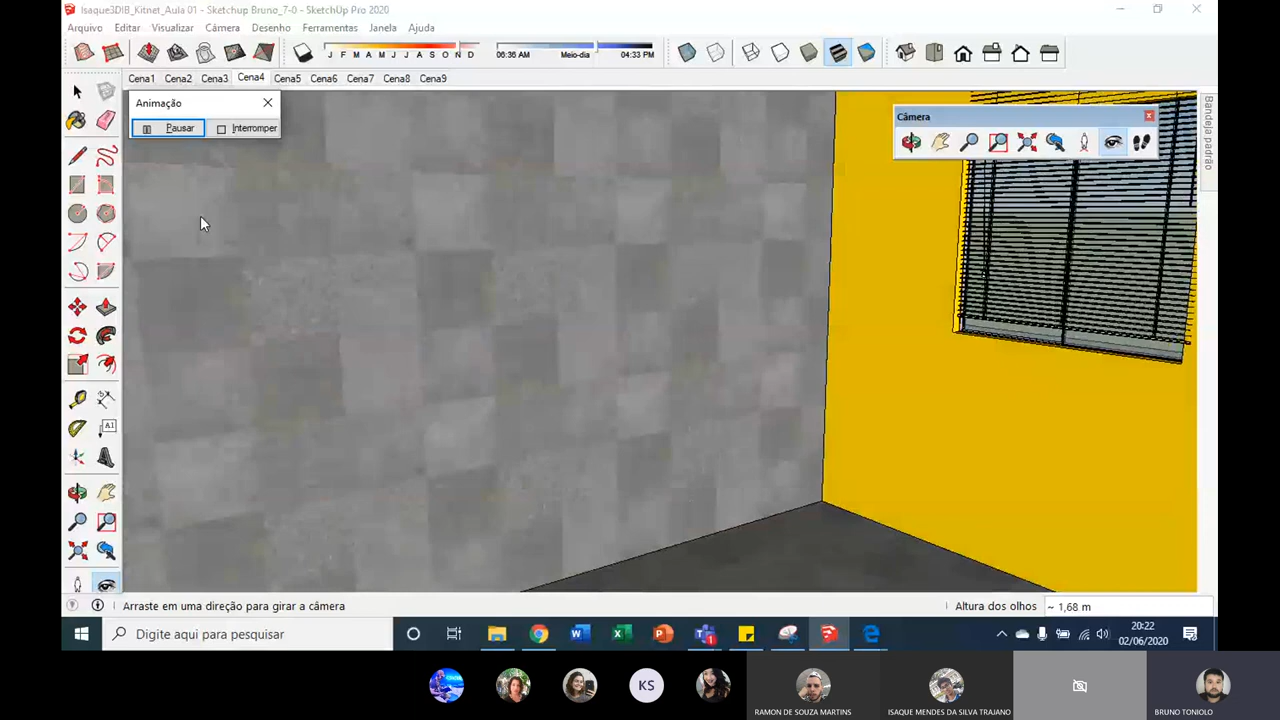 Isaque3DIB_Kitnet_Aula 01 - Sketchup Bruno_7-0 - SketchUp Pro 2020
Arquivo Editar Visualizar Câmera Desenho Ferramentas Janela Ajuda
J F M A M J J A S O N D 06:36 AM Meio-dia 04:33 PM
Cena1 Cena2 Cena3 Cena4 Cena5 Cena6 Cena7 Cena8 Cena9
Animação
Pausar Interromper
Câmera
Bandeja padrão
A1
Arraste em uma direção para girar a câmera Altura dos olhos ~ 1,68 m
Digite aqui para pesquisar
20:22
02/06/2020
KS
RAMON DE SOUZA MARTINS ISAQUE MENDES DA SILVA TRAJANO BRUNO TONIOLO